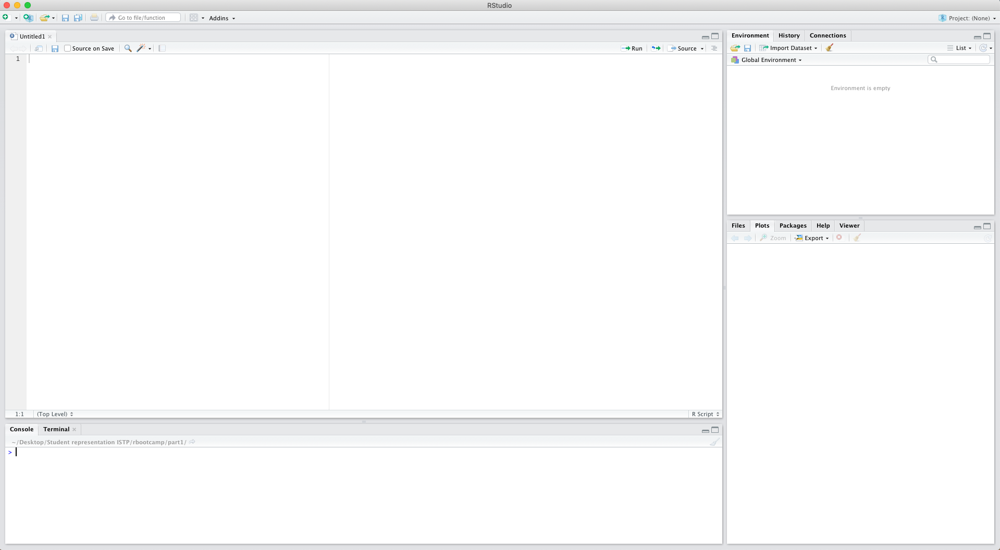 RStudio
Go to file/function
Addins
Project: (None)
Untitled1
Source on Save
Run
Source
1
1:1
(Top Level)
R Script
Console
Terminal
~/Desktop/Student representation ISTP/rbootcamp/part1/
>
Environment
History
Connections
Import Dataset
List
Global Environment
Environment is empty
Files
Plots
Packages
Help
Viewer
Zoom
Export